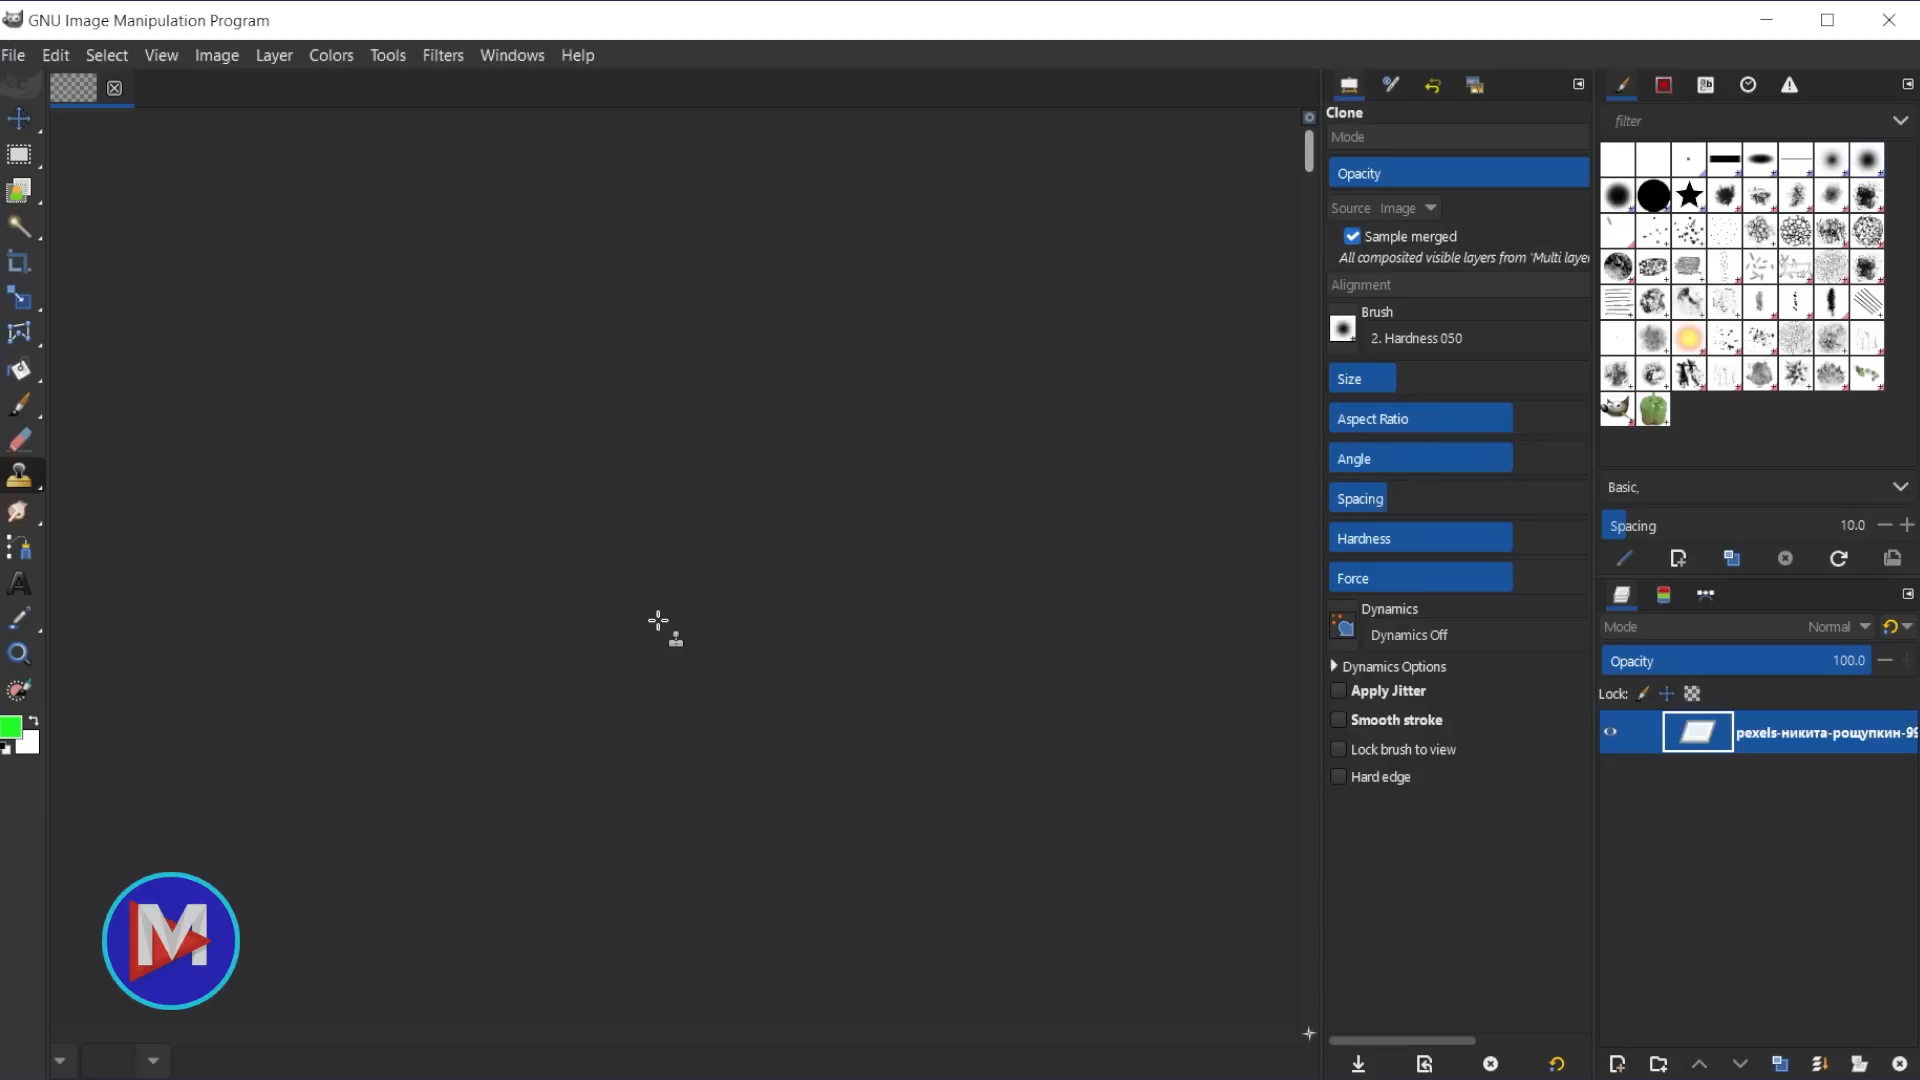 GNU Image Manipulation Program
File Edit Select View Image Layer Colors Tools Filters Windows Help
Clone
Mode
Opacity
Source Image
Sample merged
All composited visible layers from 'Multi layer
Alignment
Brush
2. Hardness 050
Size
Aspect Ratio
Angle
Spacing
Hardness
Force
Dynamics
Dynamics Off
Dynamics Options
Apply Jitter
Smooth stroke
Lock brush to view
Hard edge
filter
Basic,
Spacing 10.0
Mode Normal
Opacity 100.0
Lock:
pexels-никита-рощупкин-99
M